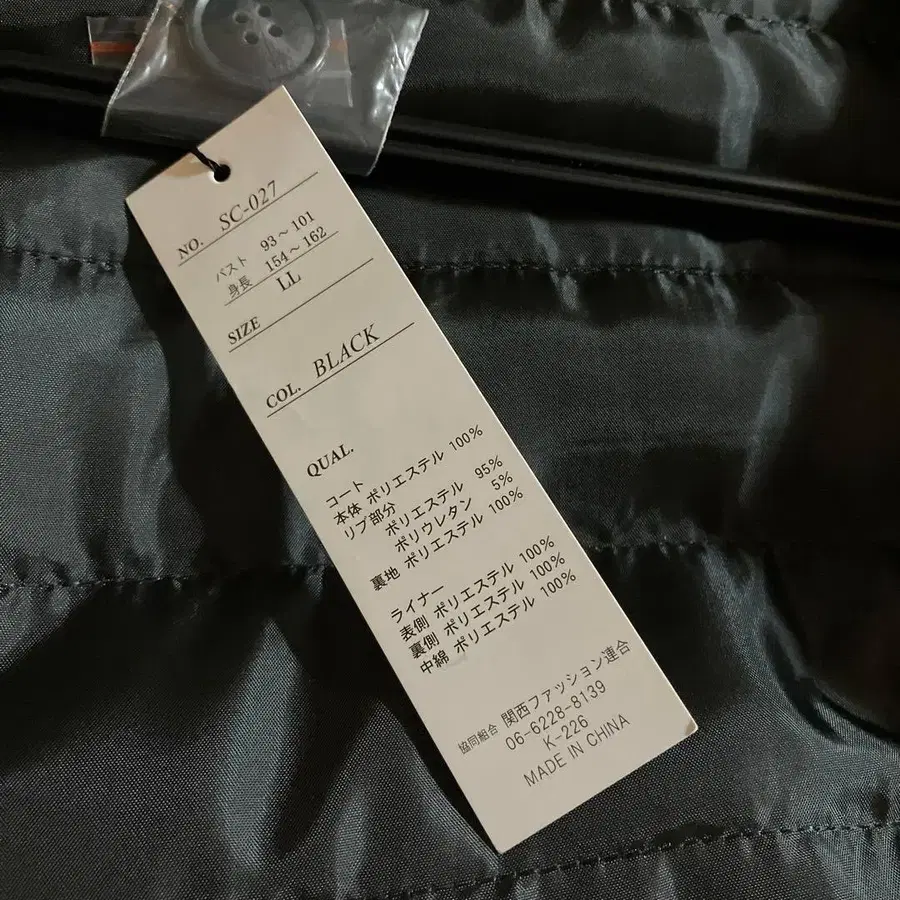 NO. SC-027
バスト 93～101
身長 154～162
SIZE LL
COL. BLACK
QUAL.
コート
本体 ポリエステル 100%
リブ部分
ポリエステル 95%
ポリウレタン 5%
裏地 ポリエステル 100%
ライナー
表側 ポリエステル 100%
裏側 ポリエステル 100%
中綿 ポリエステル 100%
協同組合 関西ファッション連合
06-6228-8139
K-226
MADE IN CHINA